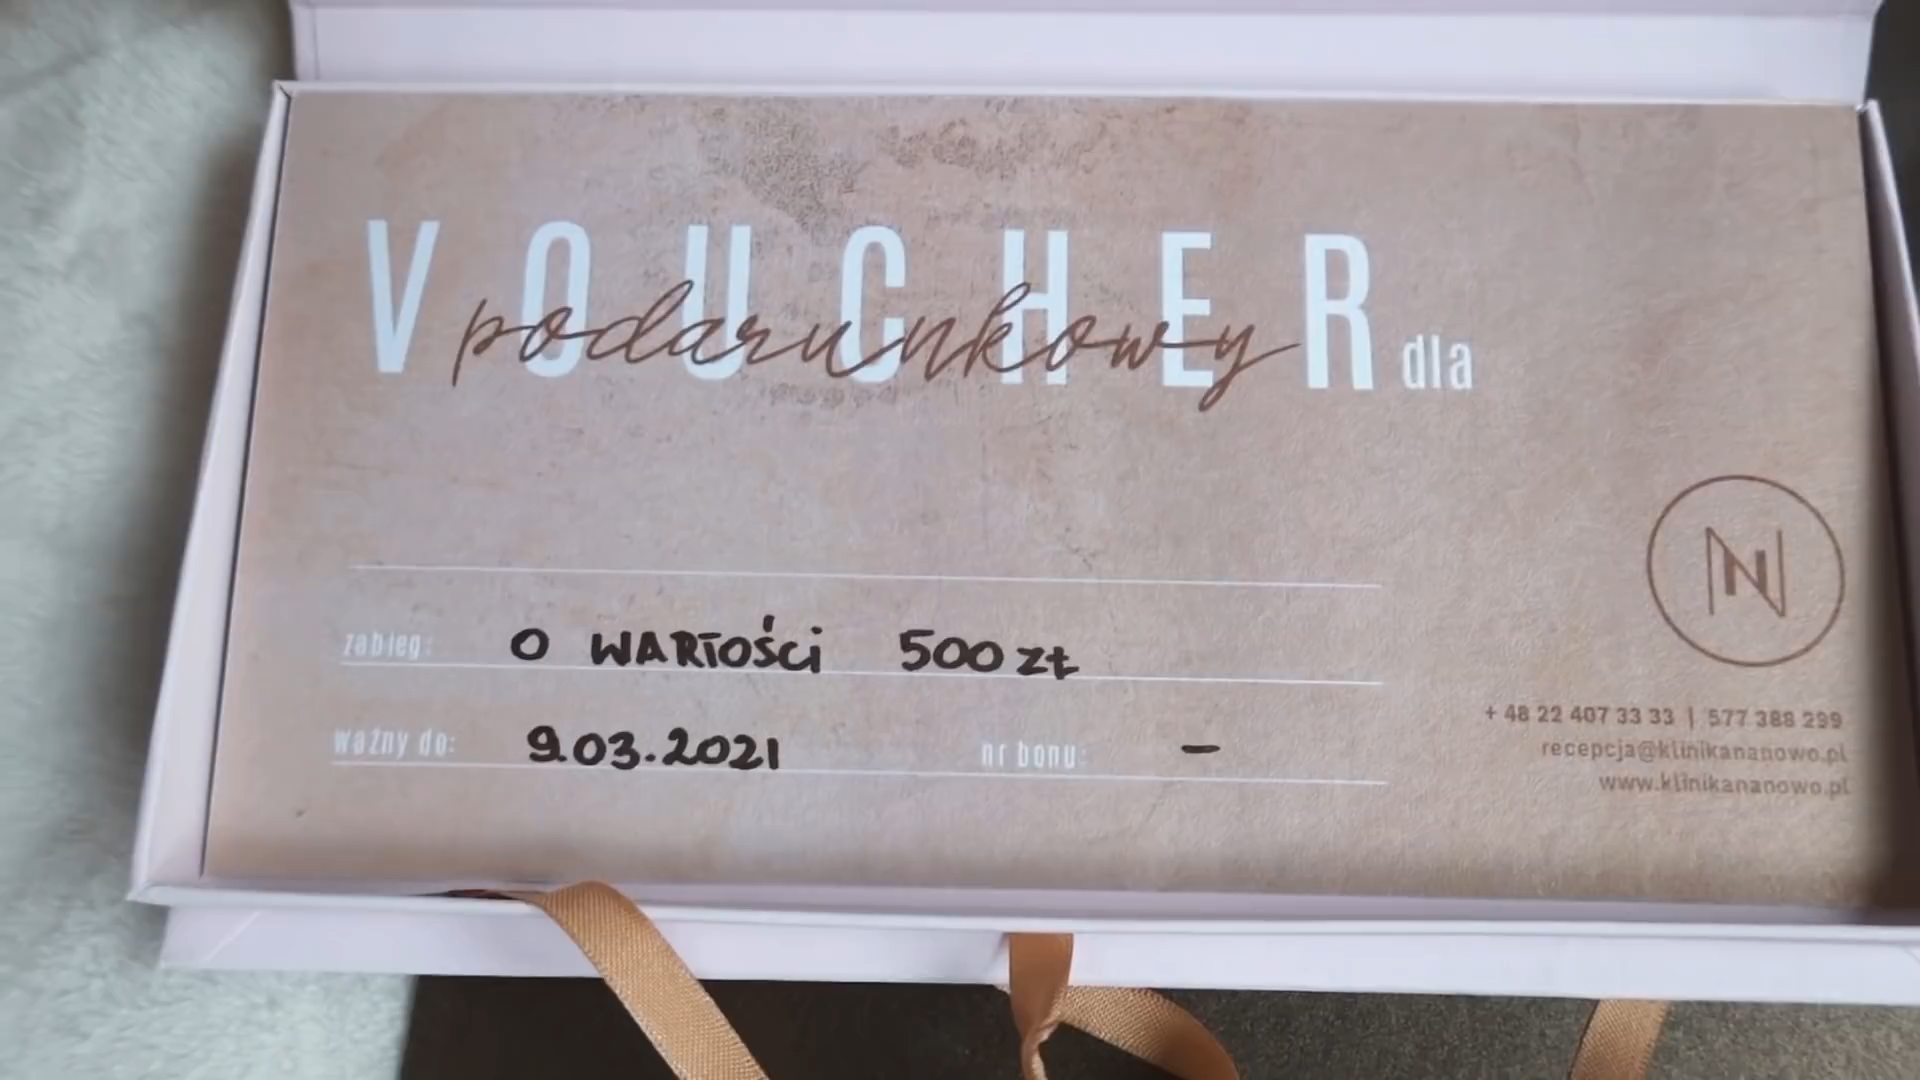 VOUCHER dla
podarunkowy
zabieg: O WARTOŚCi 500 zł
ważny do: 9.03.2021 nr bonu: –
N
+ 48 22 407 33 33 | 577 388 299
recepcja@klinikananowo.pl
www.klinikananowo.pl